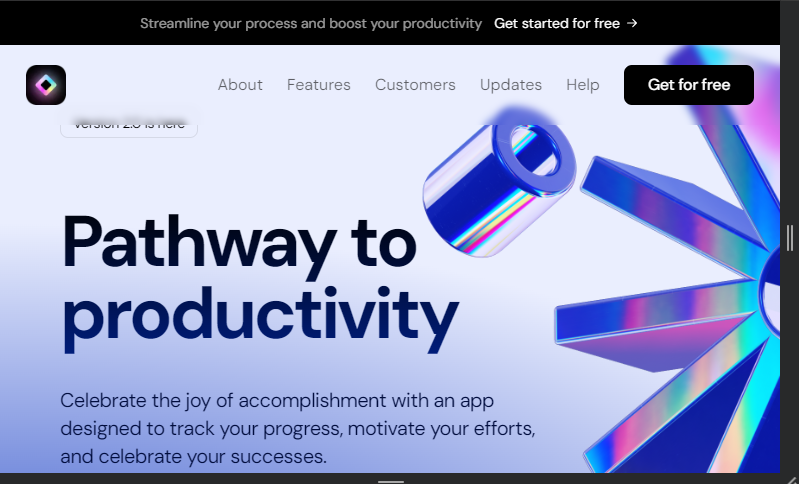 Streamline your process and boost your productivity Get started for free →
About Features Customers Updates Help Get for free
Version 2.0 is here
Pathway to
productivity
Celebrate the joy of accomplishment with an app
designed to track your progress, motivate your efforts,
and celebrate your successes.